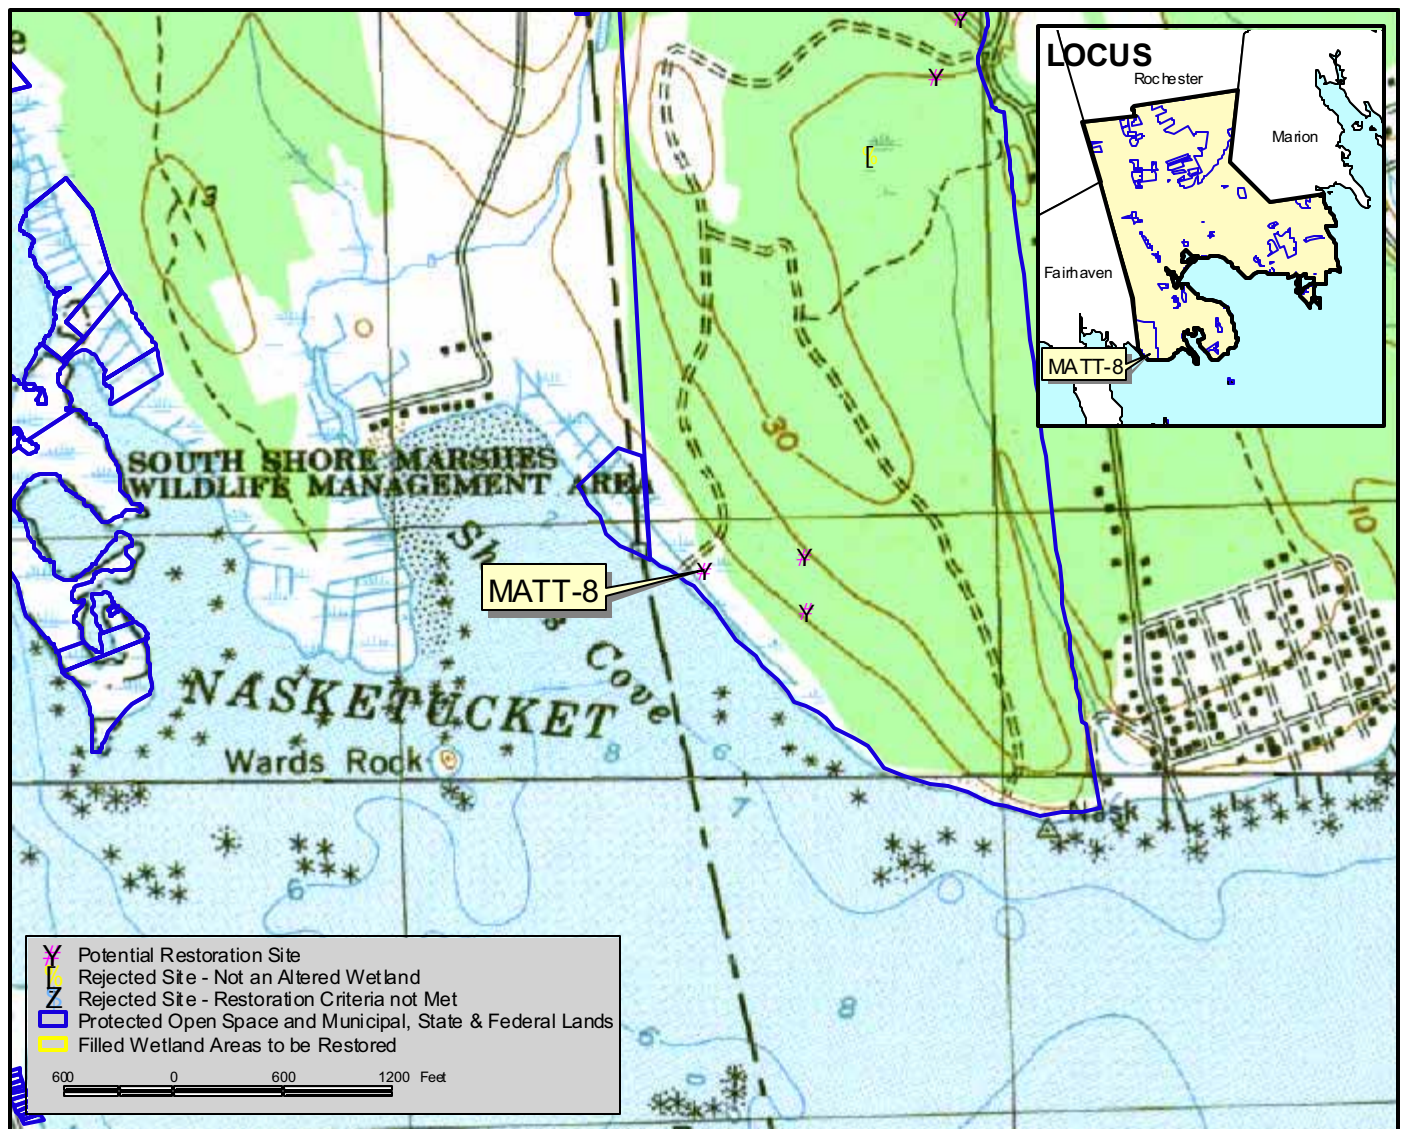 e
LOCUS
Rochester
Marion
Fairhaven
MATT-8
13
30
10
SOUTH SHORE MARSHES
WILDLIFE MANAGEMENT AREA
2
Cove
MATT-8
NASKETUCKET
Wards Rock
8
6
7
6
8
6
Potential Restoration Site
Rejected Site - Not an Altered Wetland
Rejected Site - Restoration Criteria not Met
Protected Open Space and Municipal, State & Federal Lands
Filled Wetland Areas to be Restored
600 0 600 1200 Feet